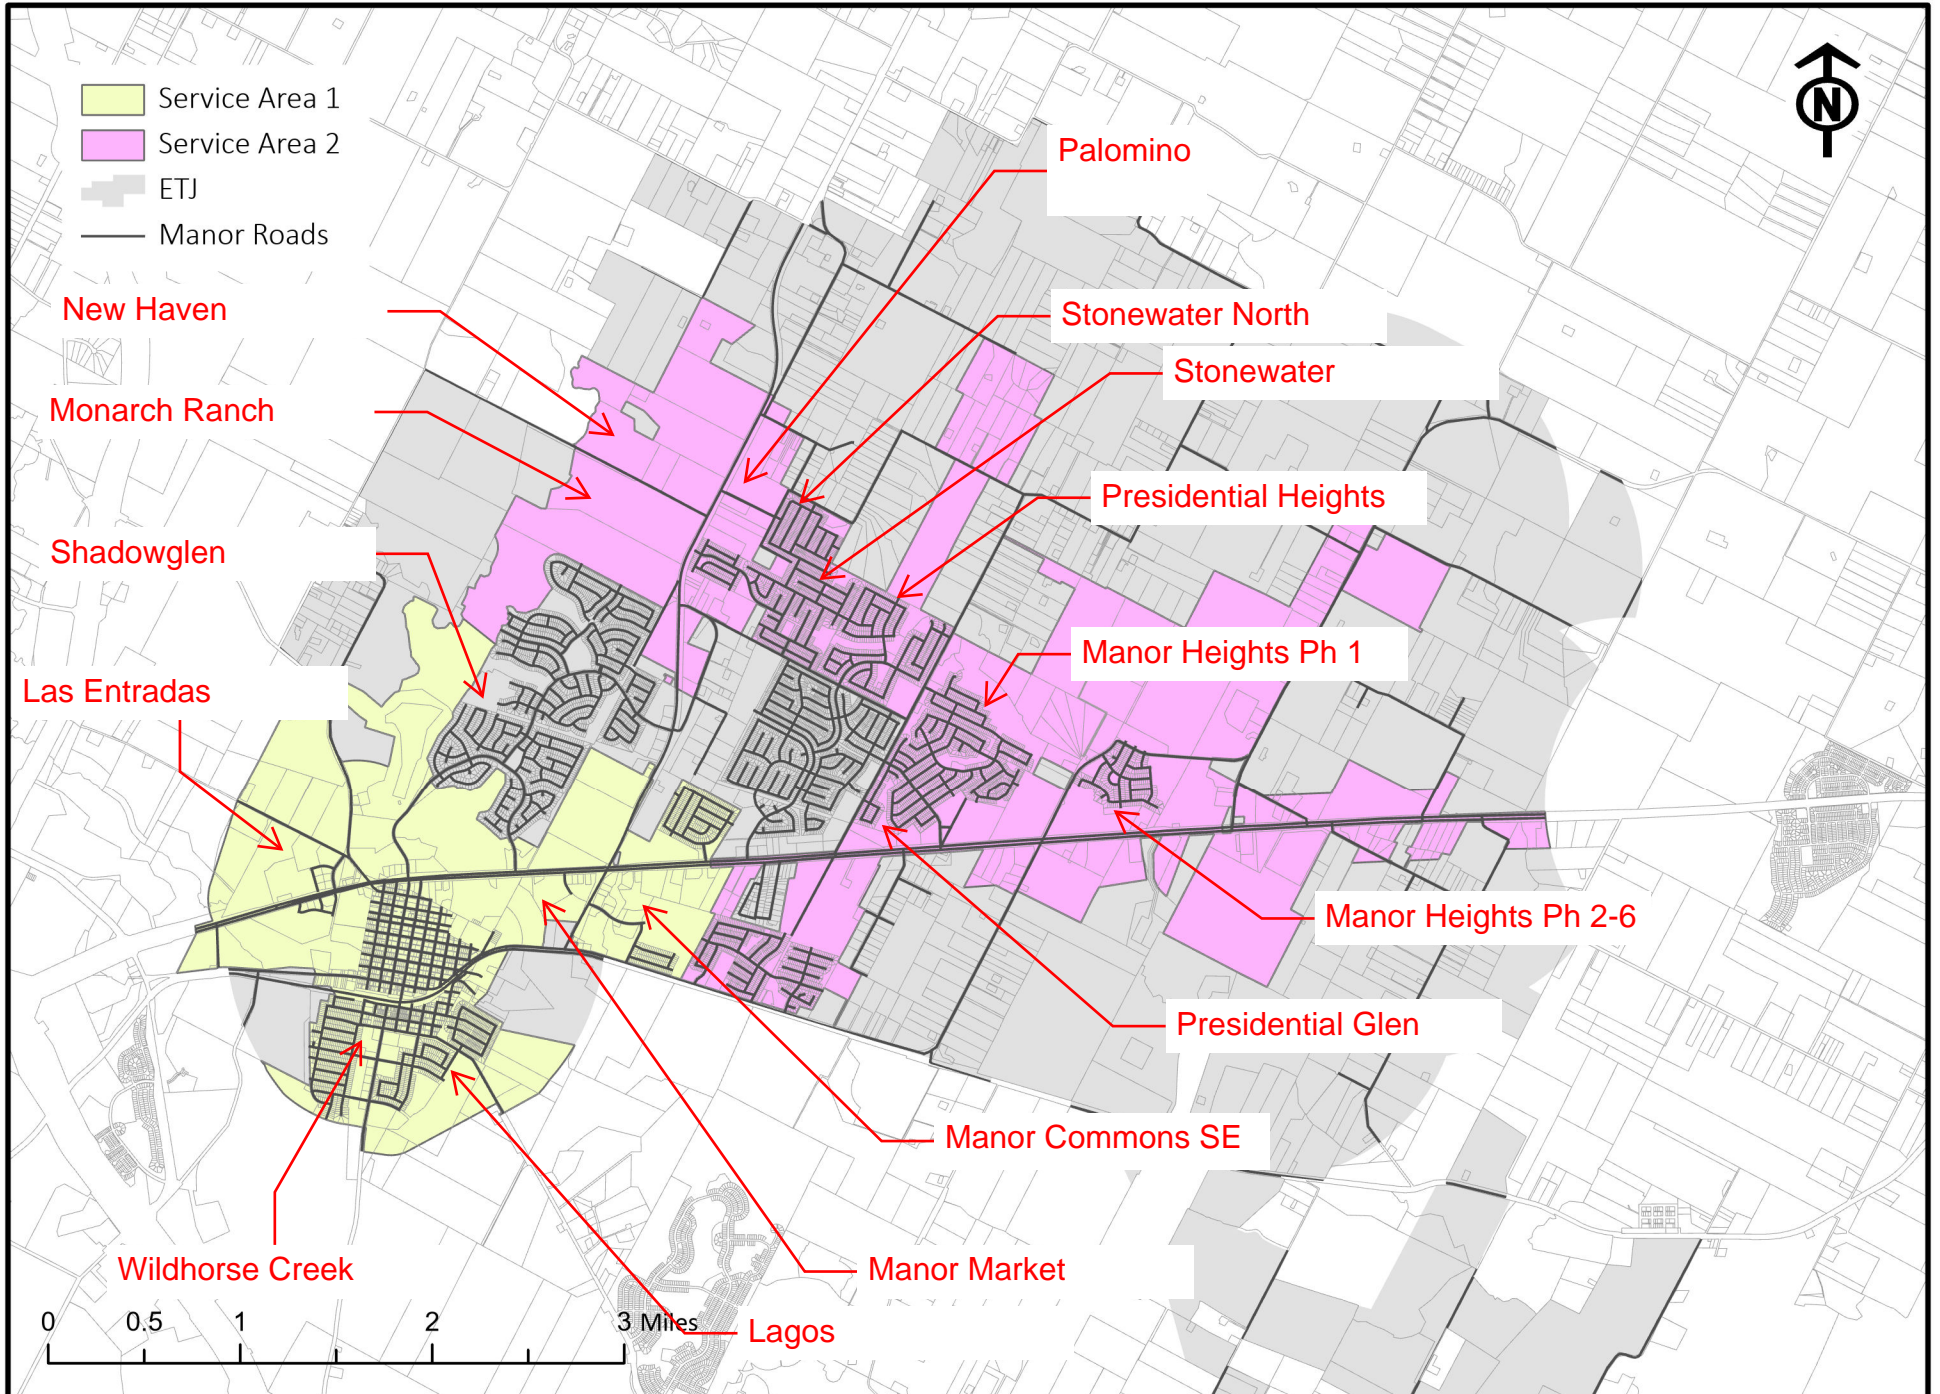 Service Area 1
Service Area 2
ETJ
Manor Roads
N
Palomino
New Haven
Stonewater North
Stonewater
Monarch Ranch
Presidential Heights
Shadowglen
Manor Heights Ph 1
Las Entradas
Manor Heights Ph 2-6
Presidential Glen
Manor Commons SE
Wildhorse Creek
Manor Market
Lagos
0 0.5 1 2 3 Miles